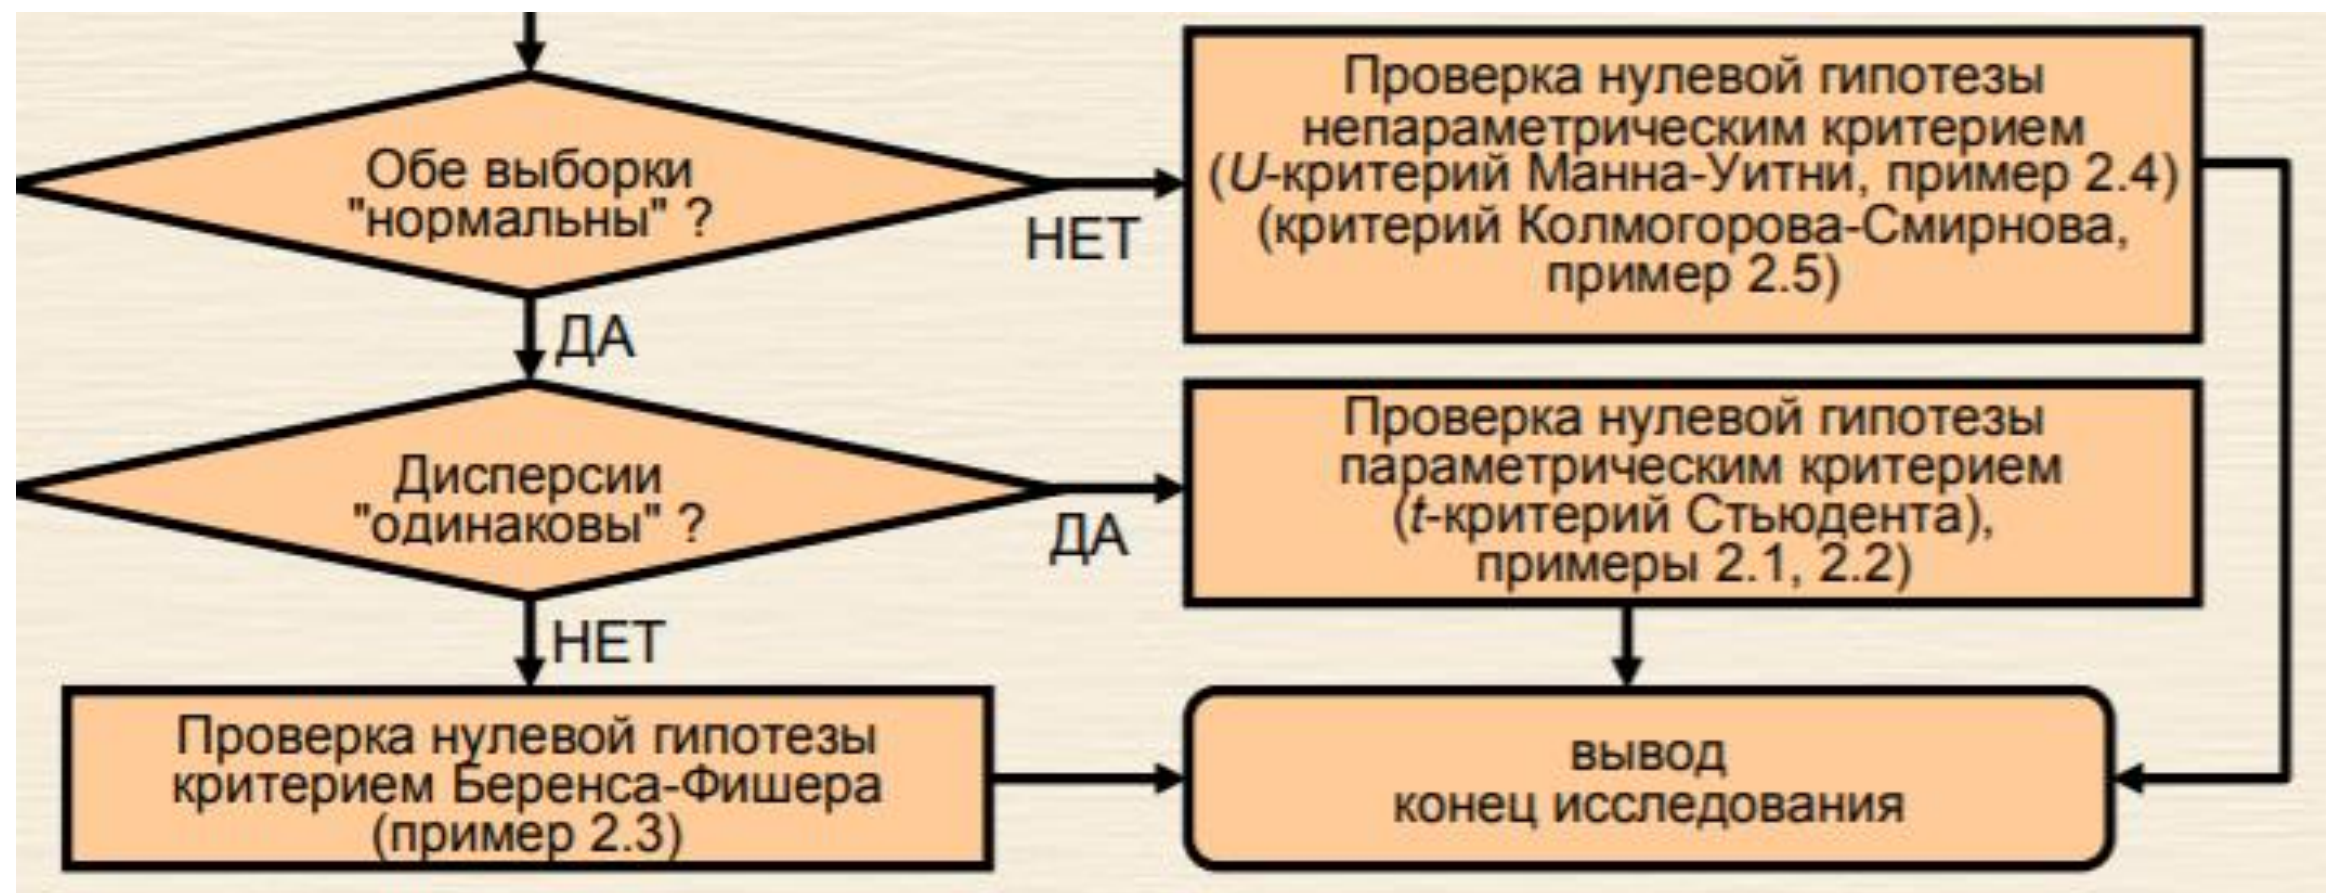 Обе выборки
"нормальны" ?
НЕТ
Проверка нулевой гипотезы
непараметрическим критерием
(U-критерий Манна-Уитни, пример 2.4)
(критерий Колмогорова-Смирнова,
пример 2.5)
ДА
Дисперсии
"одинаковы" ?
ДА
Проверка нулевой гипотезы
параметрическим критерием
(t-критерий Стьюдента),
примеры 2.1, 2.2)
НЕТ
Проверка нулевой гипотезы
критерием Беренса-Фишера
(пример 2.3)
вывод
конец исследования